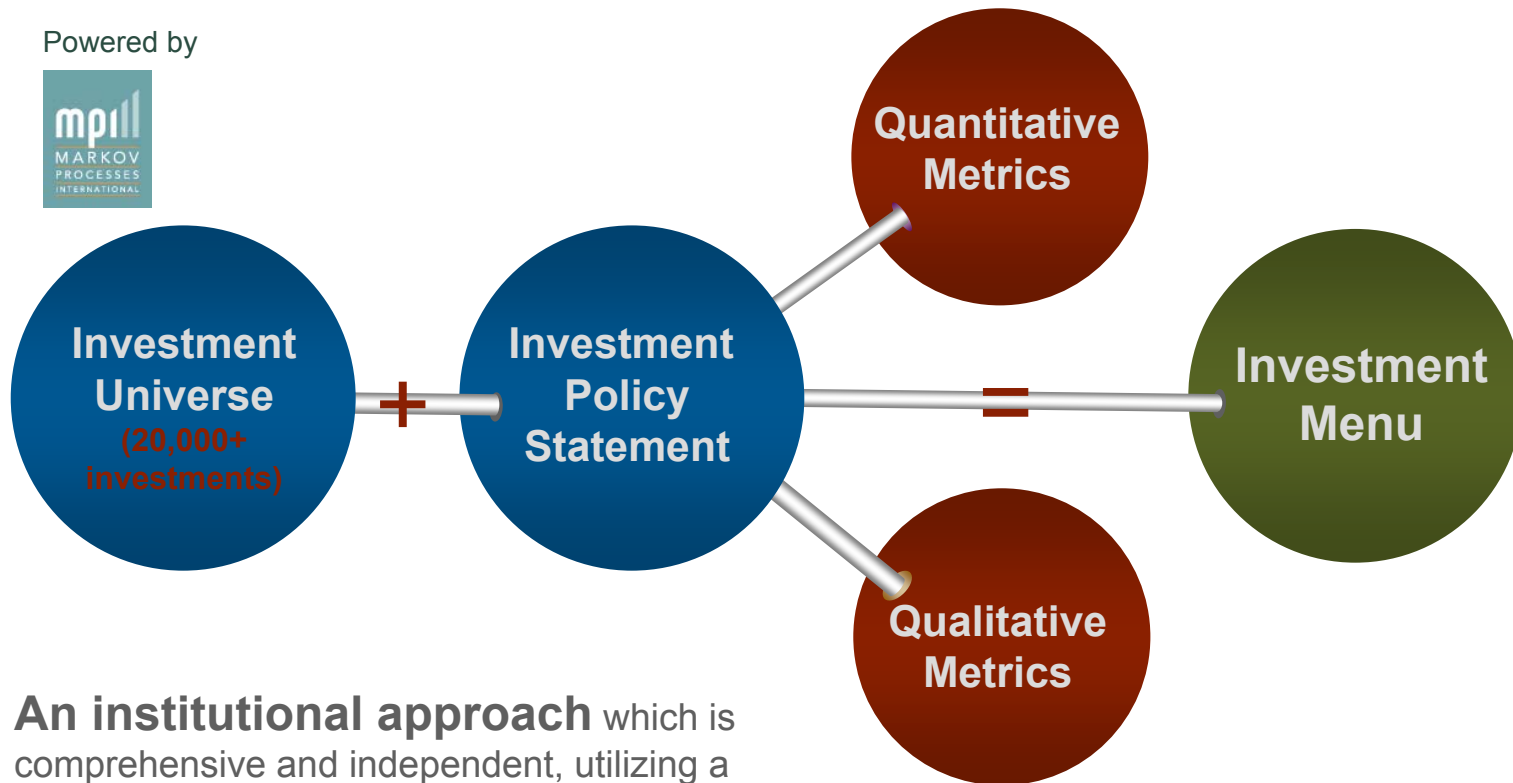 Powered by
mpi
MARKOV
PROCESSES
INTERNATIONAL
Quantitative
Metrics
Investment
Universe
(20,000+
investments)
+
Investment
Policy
Statement
=
Investment
Menu
Qualitative
Metrics
An institutional approach which is
comprehensive and independent, utilizing a